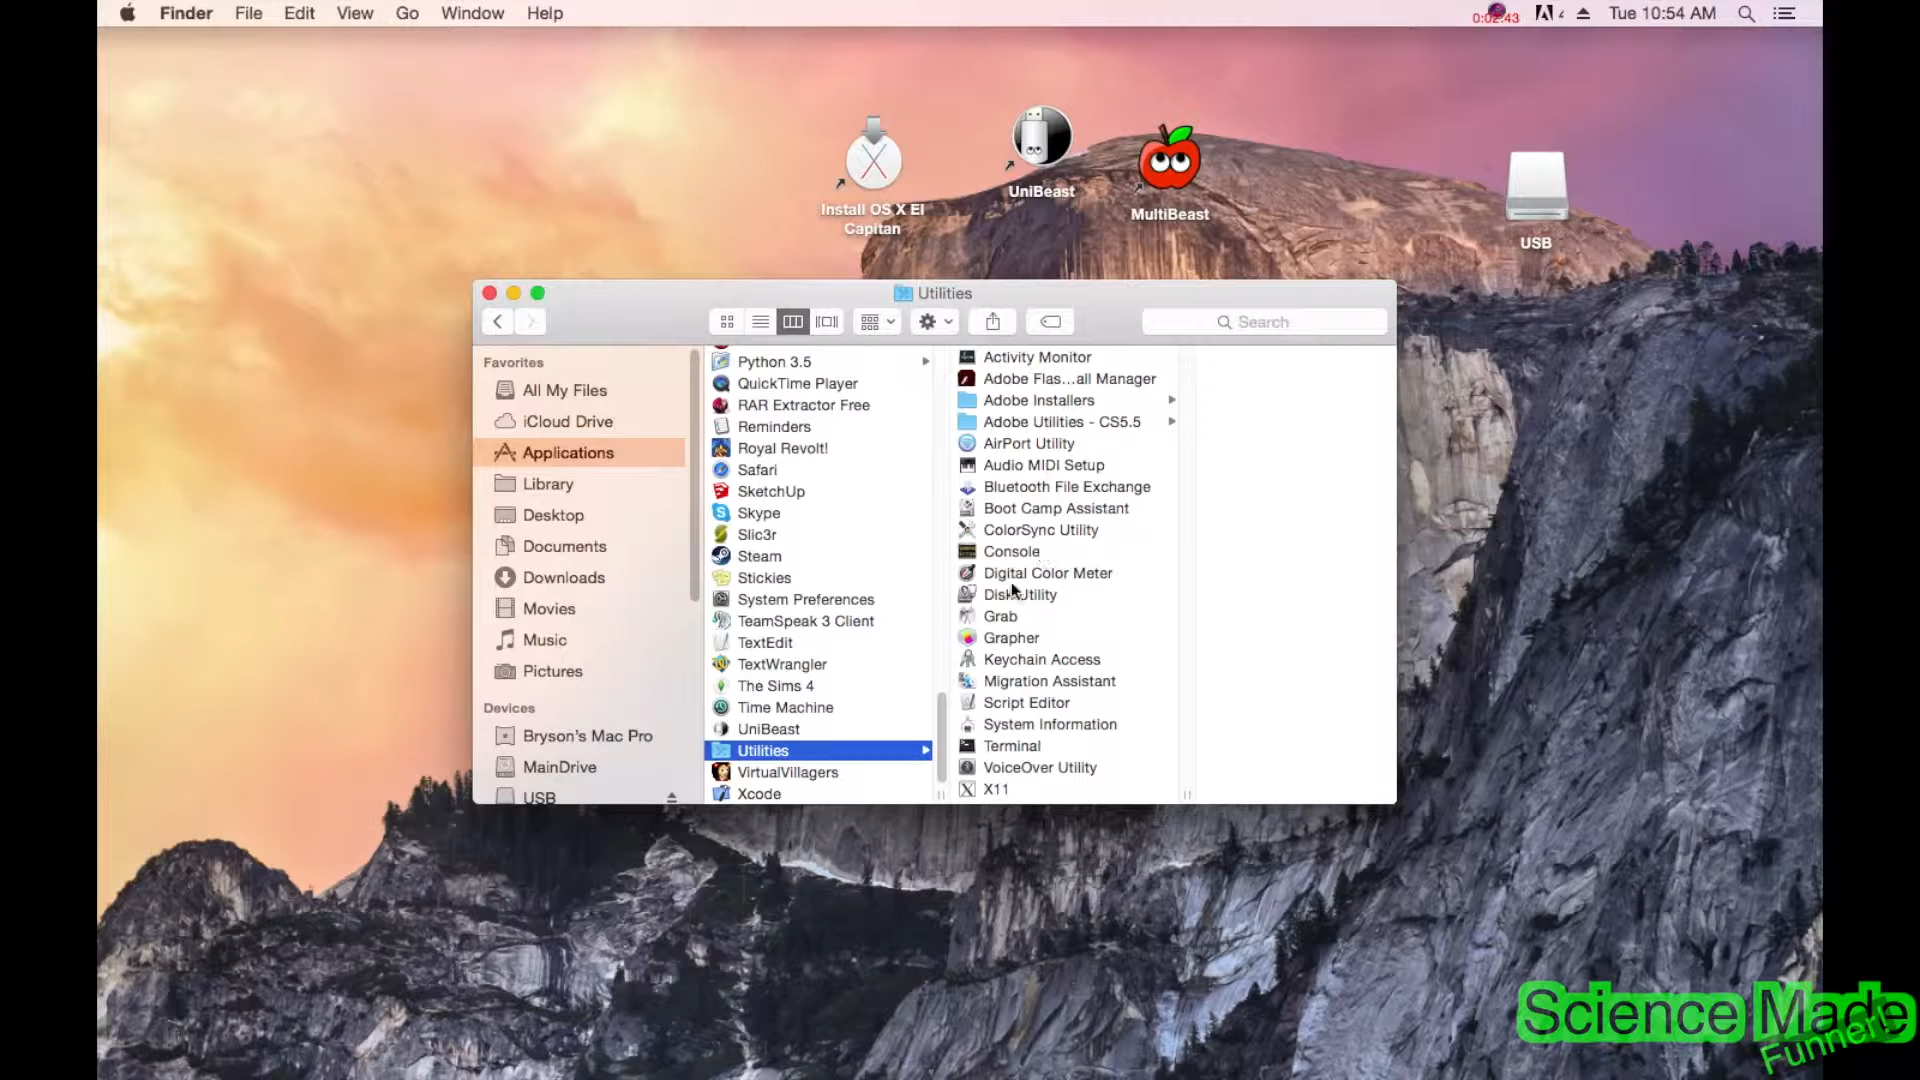 Finder File Edit View Go Window Help
0:02:43
Tue 10:54 AM
Install OS X El
Capitan
UniBeast
MultiBeast
USB
Utilities
Search
Favorites
All My Files
iCloud Drive
Applications
Library
Desktop
Documents
Downloads
Movies
Music
Pictures
Devices
Bryson's Mac Pro
MainDrive
USB
Python 3.5
QuickTime Player
RAR Extractor Free
Reminders
Royal Revolt!
Safari
SketchUp
Skype
Slic3r
Steam
Stickies
System Preferences
TeamSpeak 3 Client
TextEdit
TextWrangler
The Sims 4
Time Machine
UniBeast
Utilities
VirtualVillagers
Xcode
Activity Monitor
Adobe Flas...all Manager
Adobe Installers
Adobe Utilities - CS5.5
AirPort Utility
Audio MIDI Setup
Bluetooth File Exchange
Boot Camp Assistant
ColorSync Utility
Console
Digital Color Meter
Disk Utility
Grab
Grapher
Keychain Access
Migration Assistant
Script Editor
System Information
Terminal
VoiceOver Utility
X11
Science Made
Funner!